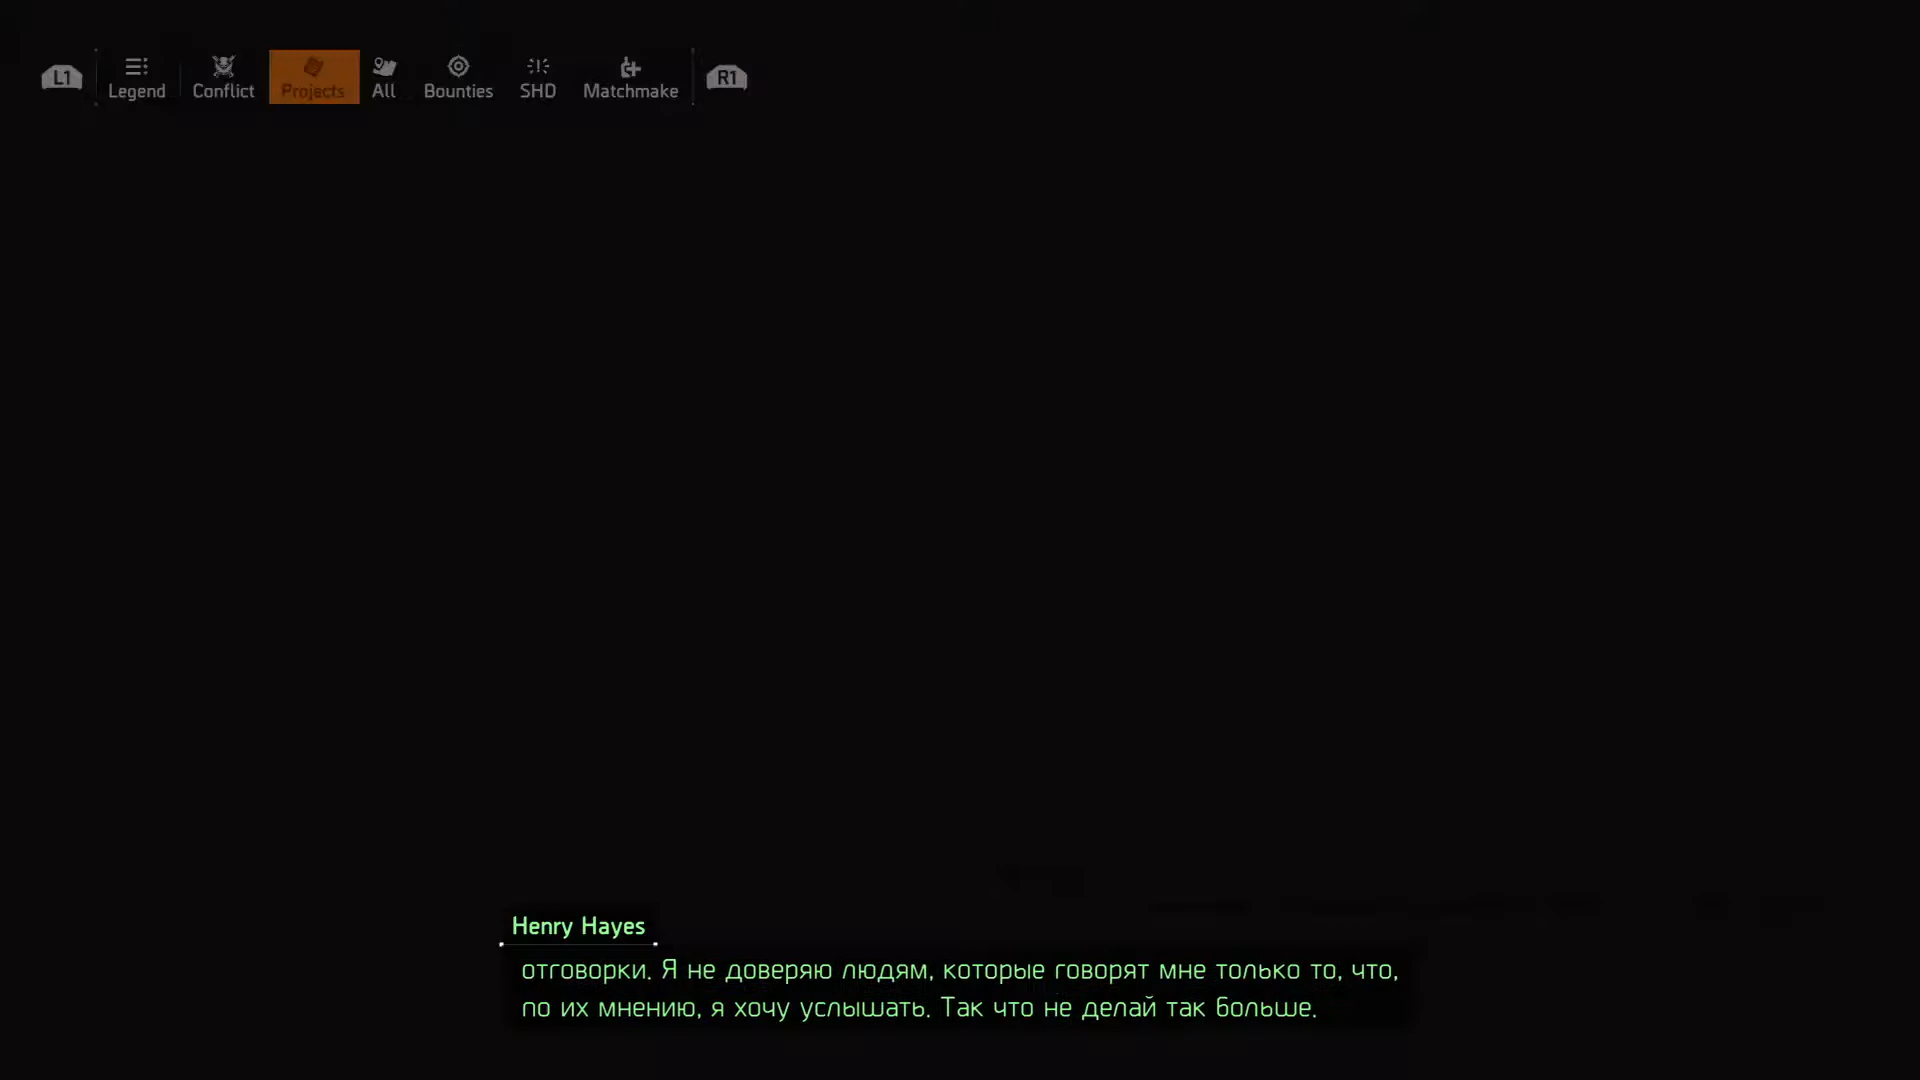 L1 Legend Conflict Projects All Bounties SHD Matchmake R1
Henry Hayes
отговорки. Я не доверяю людям, которые говорят мне только то, что,
по их мнению, я хочу услышать. Так что не делай так больше.